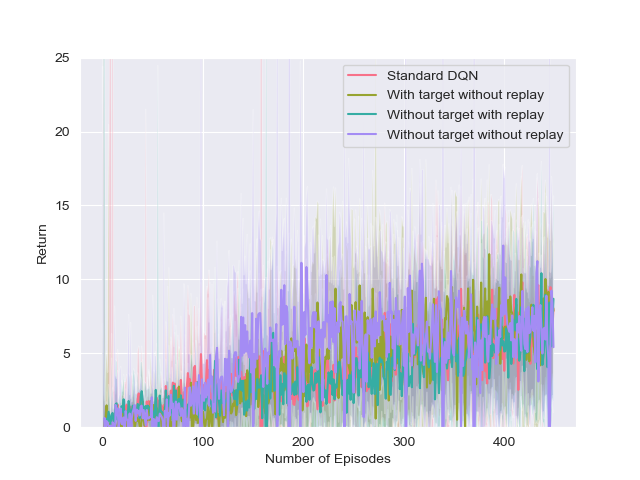 25
20
15
10
5
0
Return
Standard DQN
With target without replay
Without target with replay
Without target without replay
0 100 200 300 400
Number of Episodes